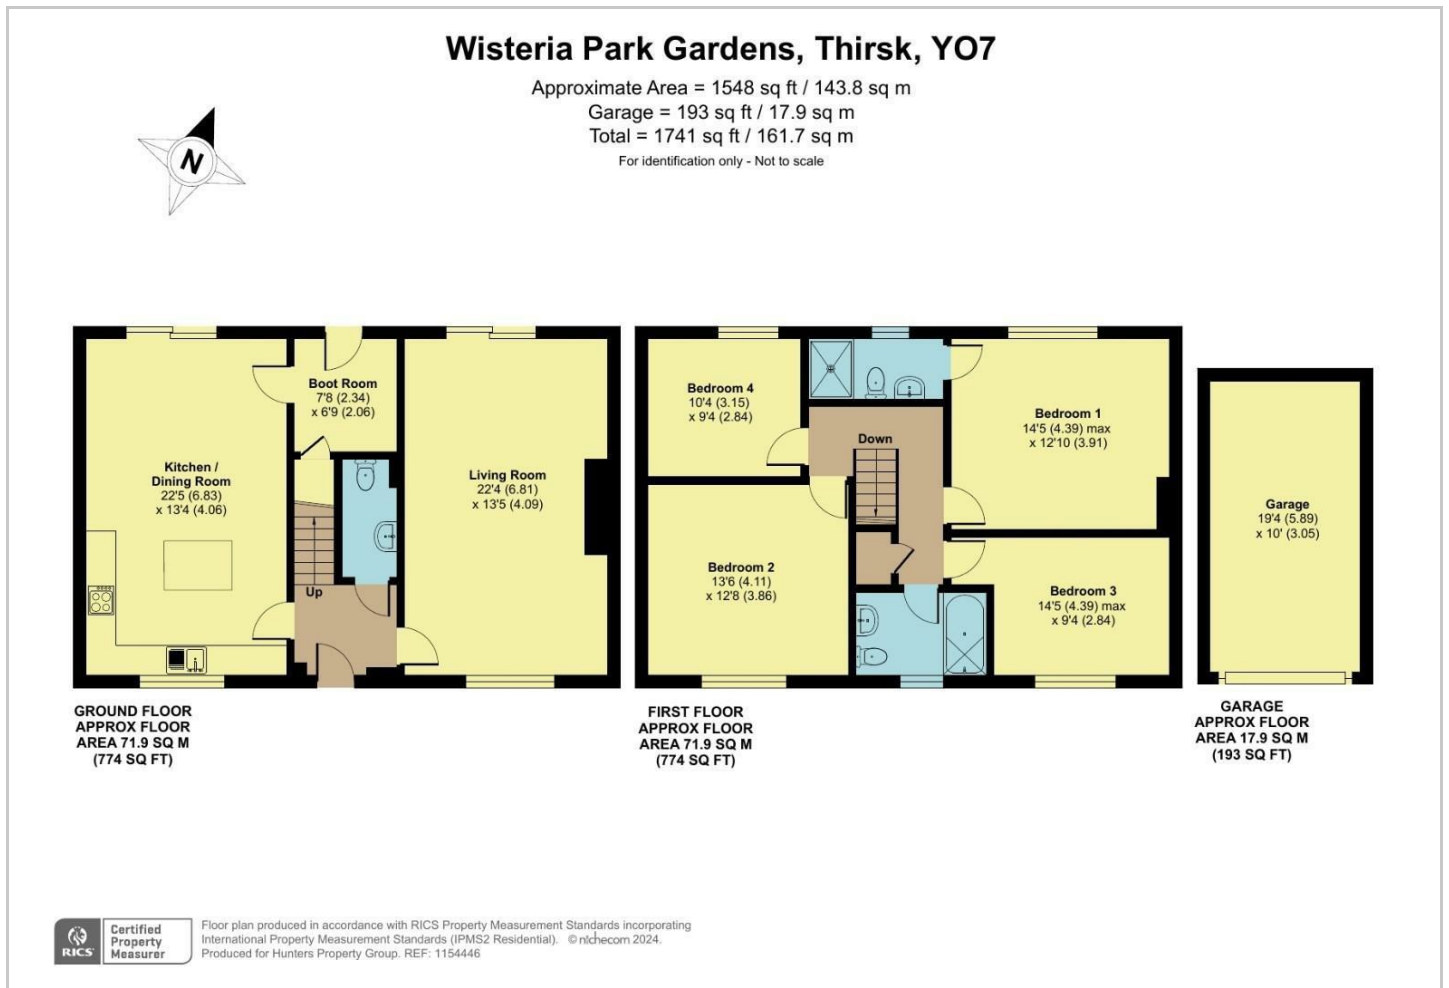 Wisteria Park Gardens, Thirsk, YO7
Approximate Area = 1548 sq ft / 143.8 sq m
Garage = 193 sq ft / 17.9 sq m
Total = 1741 sq ft / 161.7 sq m
For identification only - Not to scale
N
Kitchen /
Dining Room
22'5 (6.83)
x 13'4 (4.06)
Boot Room
7'8 (2.34)
x 6'9 (2.06)
Up
Living Room
22'4 (6.81)
x 13'5 (4.09)
Bedroom 4
10'4 (3.15)
x 9'4 (2.84)
Down
Bedroom 1
14'5 (4.39) max
x 12'10 (3.91)
Bedroom 2
13'6 (4.11)
x 12'8 (3.86)
Bedroom 3
14'5 (4.39) max
x 9'4 (2.84)
Garage
19'4 (5.89)
x 10' (3.05)
GROUND FLOOR
APPROX FLOOR
AREA 71.9 SQ M
(774 SQ FT)
FIRST FLOOR
APPROX FLOOR
AREA 71.9 SQ M
(774 SQ FT)
GARAGE
APPROX FLOOR
AREA 17.9 SQ M
(193 SQ FT)
RICS
Certified
Property
Measurer
Floor plan produced in accordance with RICS Property Measurement Standards incorporating
International Property Measurement Standards (IPMS2 Residential). © nichecom 2024.
Produced for Hunters Property Group. REF: 1154446